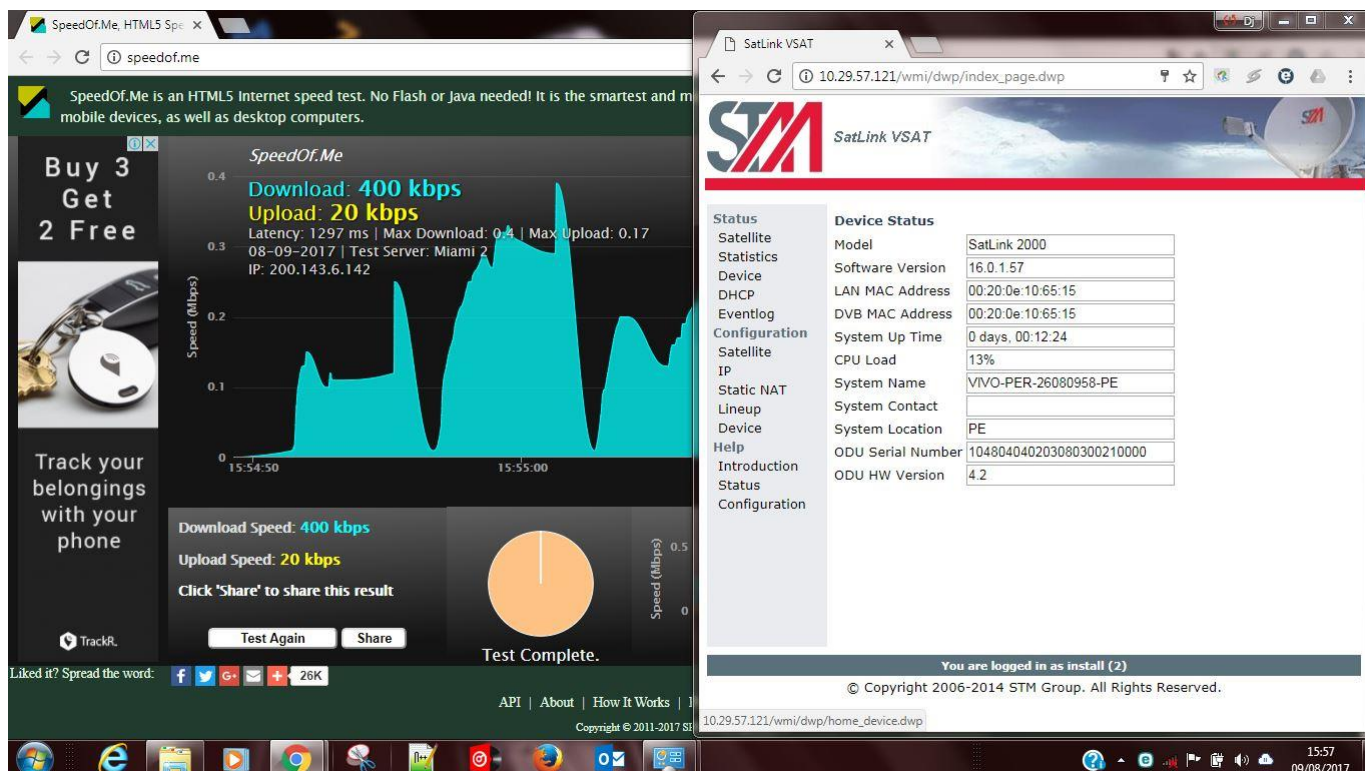 SpeedOf.Me, HTML5 Spe
speedof.me
SpeedOf.Me is an HTML5 Internet speed test. No Flash or Java needed! It is the smartest and m
mobile devices, as well as desktop computers.
Buy 3
Get
2 Free
Track your
belongings
with your
phone
TrackR
SpeedOf.Me
Download: 400 kbps
Upload: 20 kbps
Latency: 1297 ms | Max Download: 0.4 | Max Upload: 0.17
08-09-2017 | Test Server: Miami 2
IP: 200.143.6.142
Speed (Mbps)
0.4
0.3
0.2
0.1
0
15:54:50
15:55:00
Download Speed: 400 kbps
Upload Speed: 20 kbps
Click 'Share' to share this result
Test Again
Share
Test Complete.
Speed (Mbps)
0.5
0
Liked it? Spread the word:
26K
API | About | How It Works |
Copyright © 2011-2017
Dj
SatLink VSAT
10.29.57.121/wmi/dwp/index_page.dwp
STM
SatLink VSAT
STM
Status
Satellite
Statistics
Device
DHCP
Eventlog
Configuration
Satellite
IP
Static NAT
Lineup
Device
Help
Introduction
Status
Configuration
Device Status
Model SatLink 2000
Software Version 16.0.1.57
LAN MAC Address 00:20:0e:10:65:15
DVB MAC Address 00:20:0e:10:65:15
System Up Time 0 days, 00:12:24
CPU Load 13%
System Name VIVO-PER-26080958-PE
System Contact
System Location PE
ODU Serial Number 104804040203080300210000
ODU HW Version 4.2
You are logged in as install (2)
© Copyright 2006-2014 STM Group. All Rights Reserved.
10.29.57.121/wmi/dwp/home_device.dwp
15:57
09/08/2017